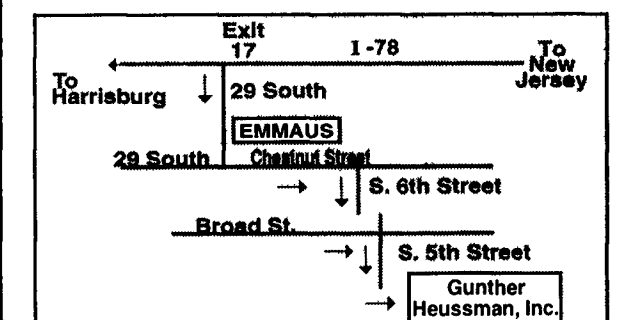 Exit
17
I-78
To
New
Jersey
To
Harrisburg
29 South
EMMAUS
29 South
Chestnut Street
S. 6th Street
Broad St.
S. 5th Street
Gunther
Heussman, Inc.